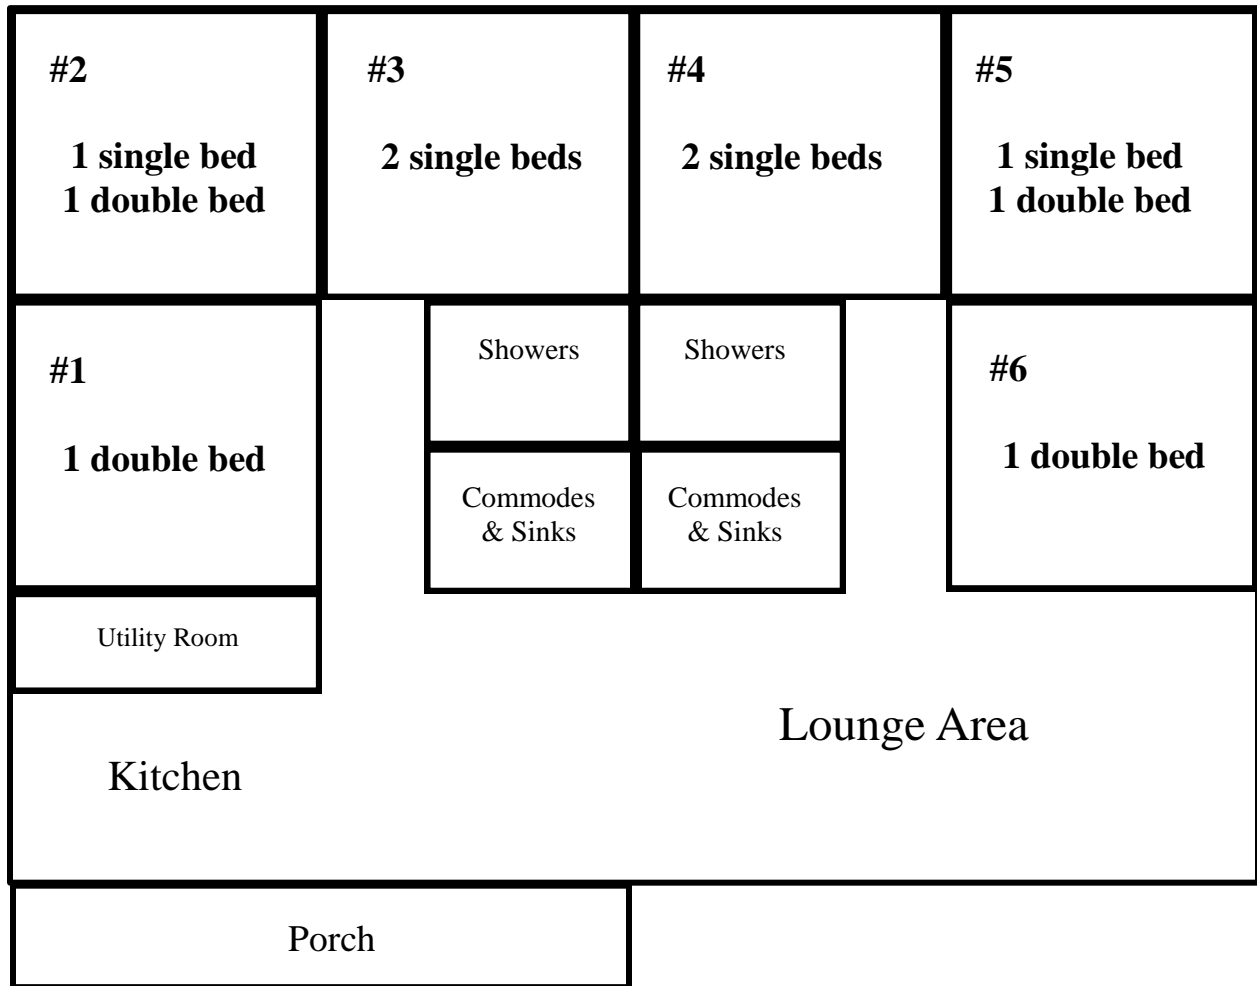 #2
1 single bed
1 double bed
#3
2 single beds
#4
2 single beds
#5
1 single bed
1 double bed
#1
1 double bed
Showers
Showers
#6
1 double bed
Commodes
& Sinks
Commodes
& Sinks
Utility Room
Lounge Area
Kitchen
Porch